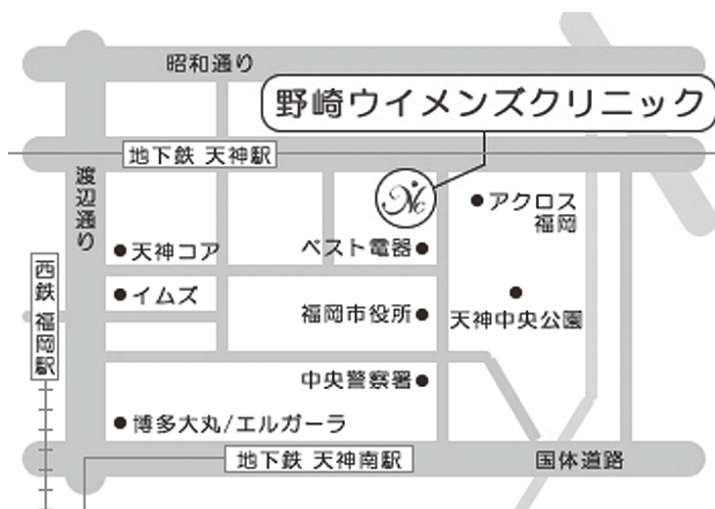 昭和通り
野崎ウイメンズクリニック
地下鉄 天神駅
渡辺通り
Nc
アクロス
福岡
天神コア
ベスト電器
西鉄 福岡駅
イムズ
福岡市役所
天神中央公園
中央警察署
博多大丸/エルガーラ
地下鉄 天神南駅
国体道路